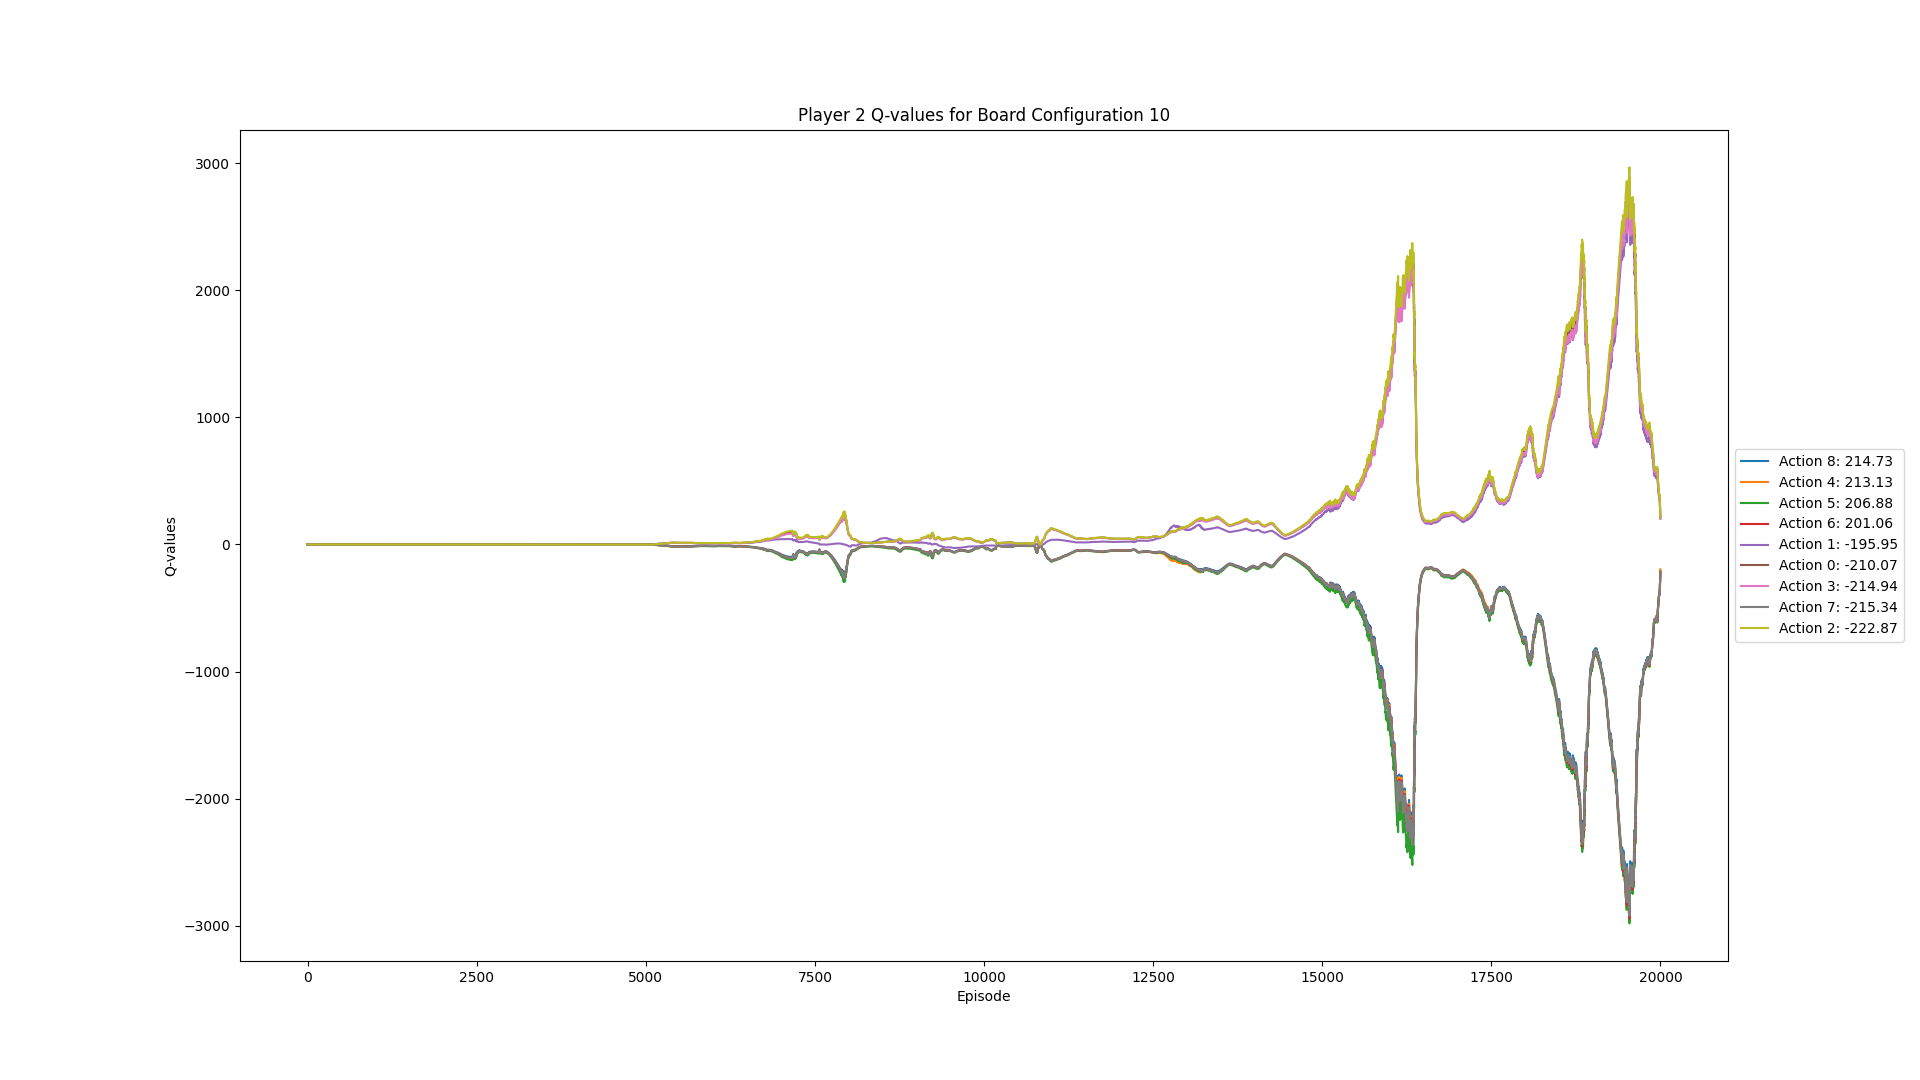 Player 2 Q-values for Board Configuration 10
3000
2000
1000
0
−1000
−2000
−3000
Q-values
0 2500 5000 7500 10000 12500 15000 17500 20000
Episode
Action 8: 214.73
Action 4: 213.13
Action 5: 206.88
Action 6: 201.06
Action 1: -195.95
Action 0: -210.07
Action 3: -214.94
Action 7: -215.34
Action 2: -222.87